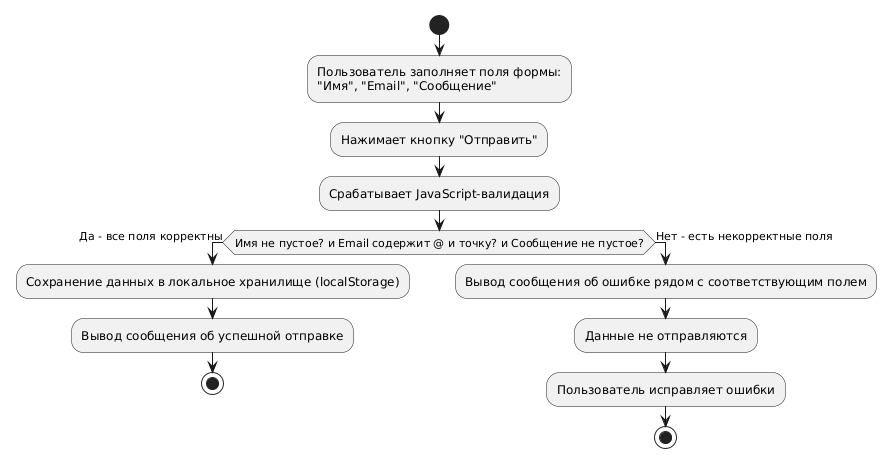 Пользователь заполняет поля формы:
"Имя", "Email", "Сообщение"
Нажимает кнопку "Отправить"
Срабатывает JavaScript-валидация
Имя не пустое? и Email содержит @ и точку? и Сообщение не пустое?
Да - все поля корректны
Сохранение данных в локальное хранилище (localStorage)
Вывод сообщения об успешной отправке
Нет - есть некорректные поля
Вывод сообщения об ошибке рядом с соответствующим полем
Данные не отправляются
Пользователь исправляет ошибки